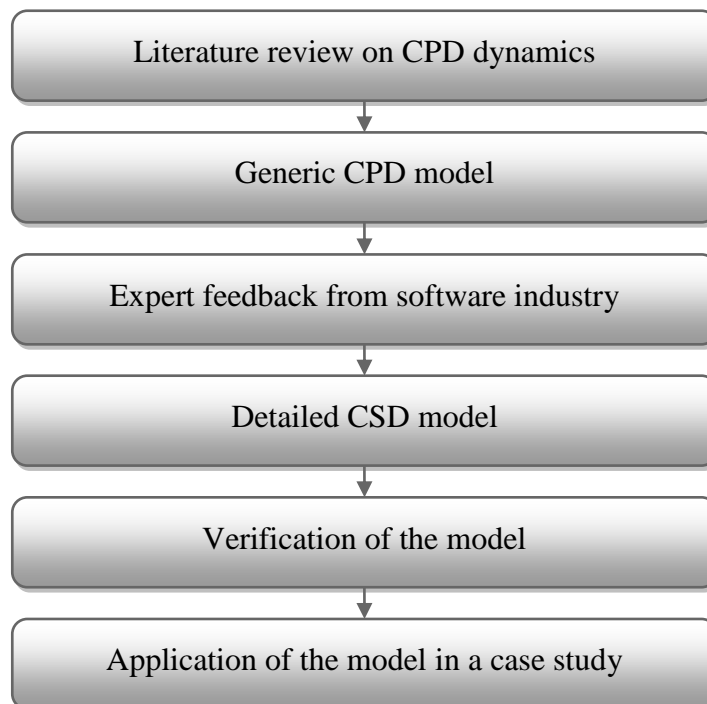 Literature review on CPD dynamics
Generic CPD model
Expert feedback from software industry
Detailed CSD model
Verification of the model
Application of the model in a case study